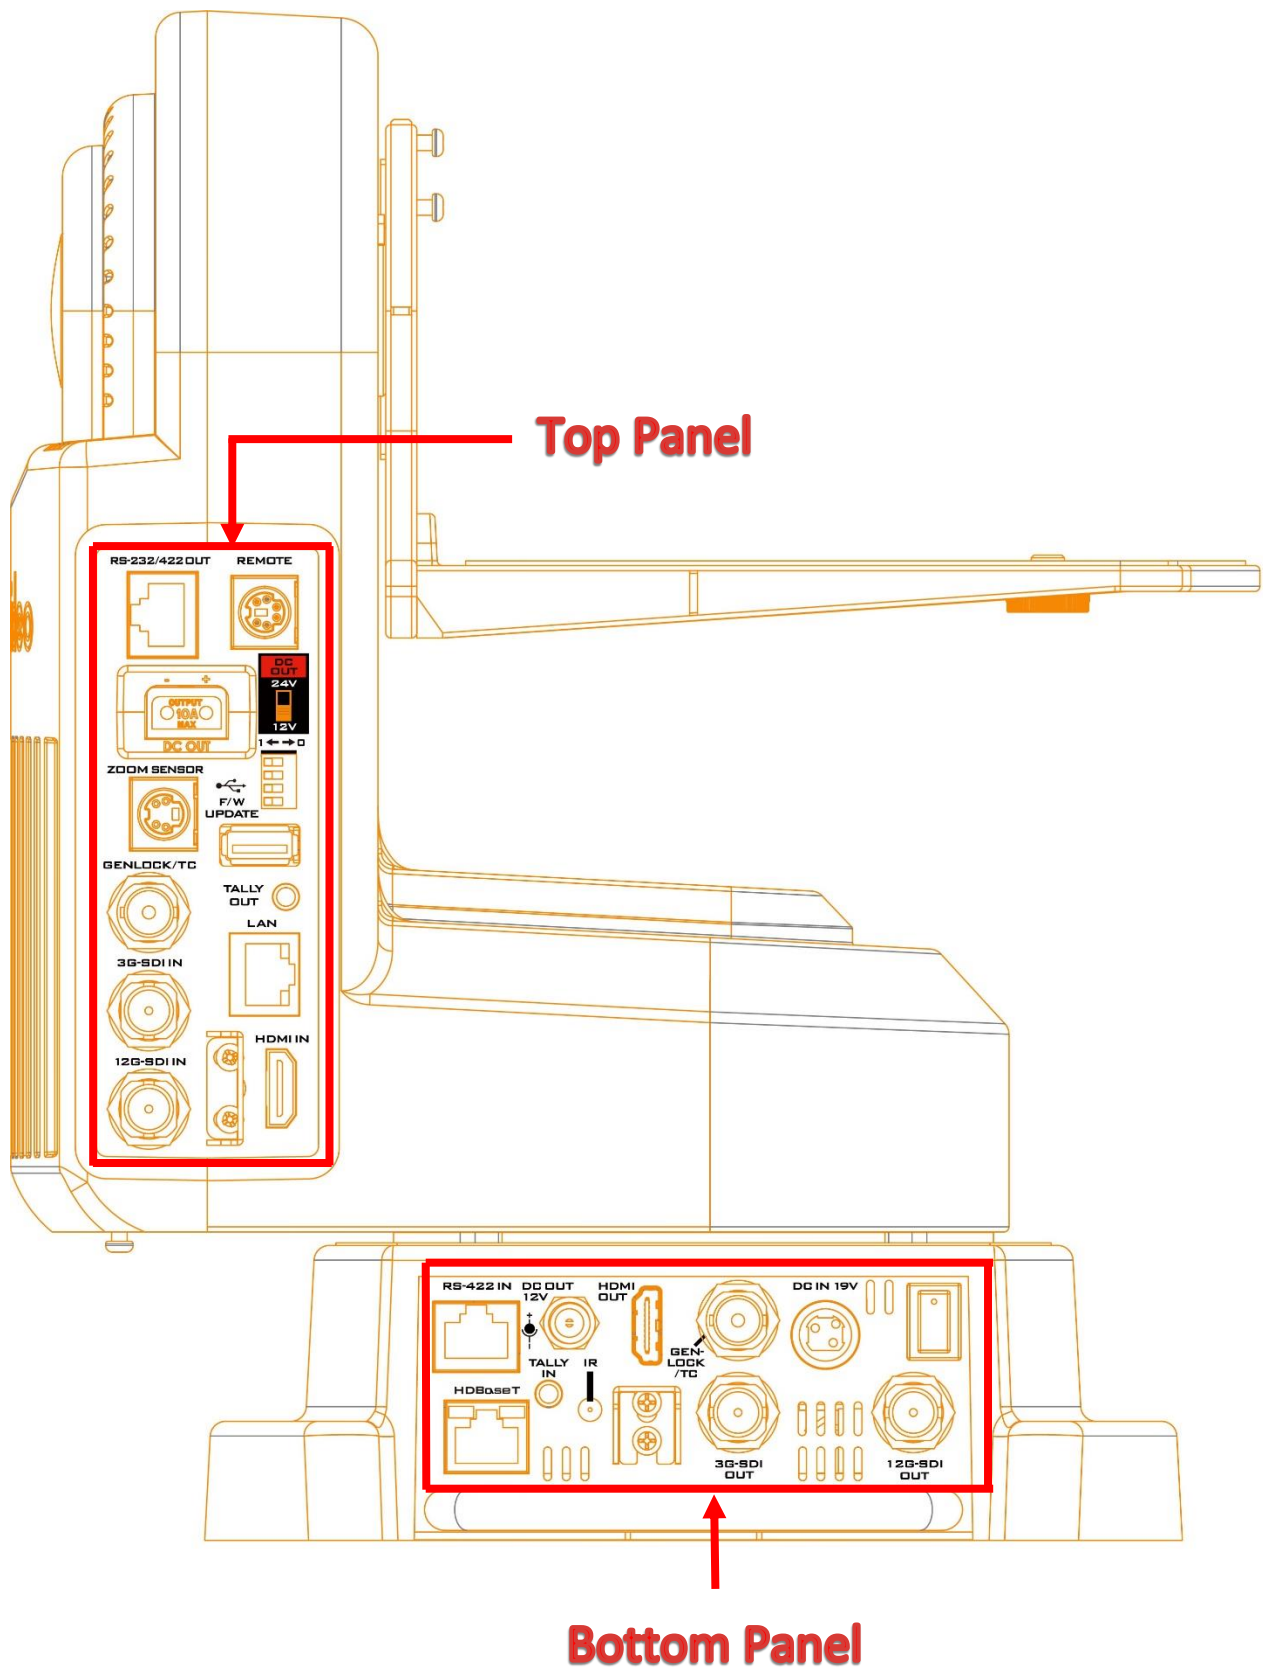 Top Panel
RS-232/422 OUT
REMOTE
DC
OUT
24V
12V
- +
OUTPUT
10A
MAX
DC OUT
1 ←→ 0
ZOOM SENSOR
F/W
UPDATE
GENLOCK/TC
TALLY
OUT
LAN
3G-SDI IN
HDMI IN
12G-SDI IN
RS-422 IN
DC OUT
12V
HDMI
OUT
DC IN 19V
GEN-
LOCK
/TC
TALLY
IN
IR
HDBaseT
3G-SDI
OUT
12G-SDI
OUT
Bottom Panel